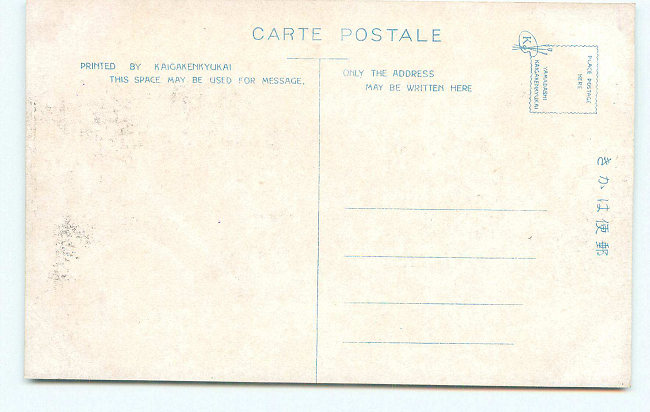 CARTE POSTALE
PRINTED BY KAIGAKENKYUKAI
THIS SPACE MAY BE USED FOR MESSAGE.
ONLY THE ADDRESS
MAY BE WRITTEN HERE
K
KAIGAKENKYUKAI
PLACE POSTAGE
HERE
きかは便郵